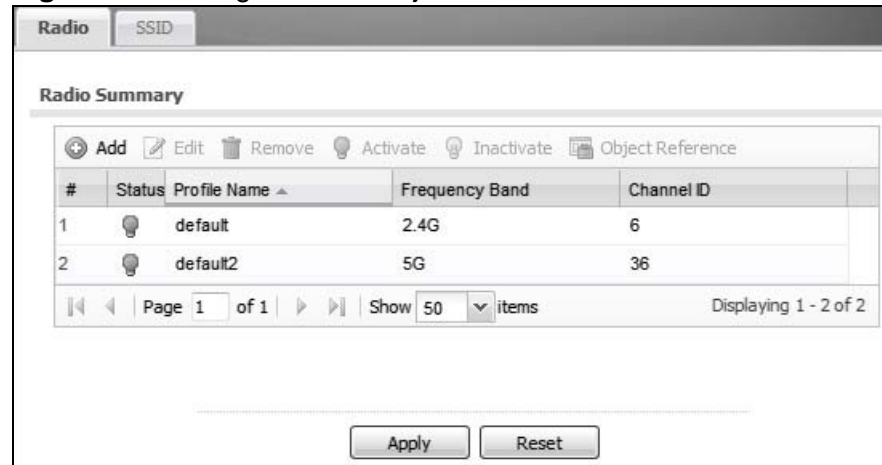 Radio SSID
Radio Summary
Add Edit Remove Activate Inactivate Object Reference
# Status Profile Name Frequency Band Channel ID
1 default 2.4G 6
2 default2 5G 36
Page 1 of 1 Show 50 items Displaying 1 - 2 of 2
Apply Reset